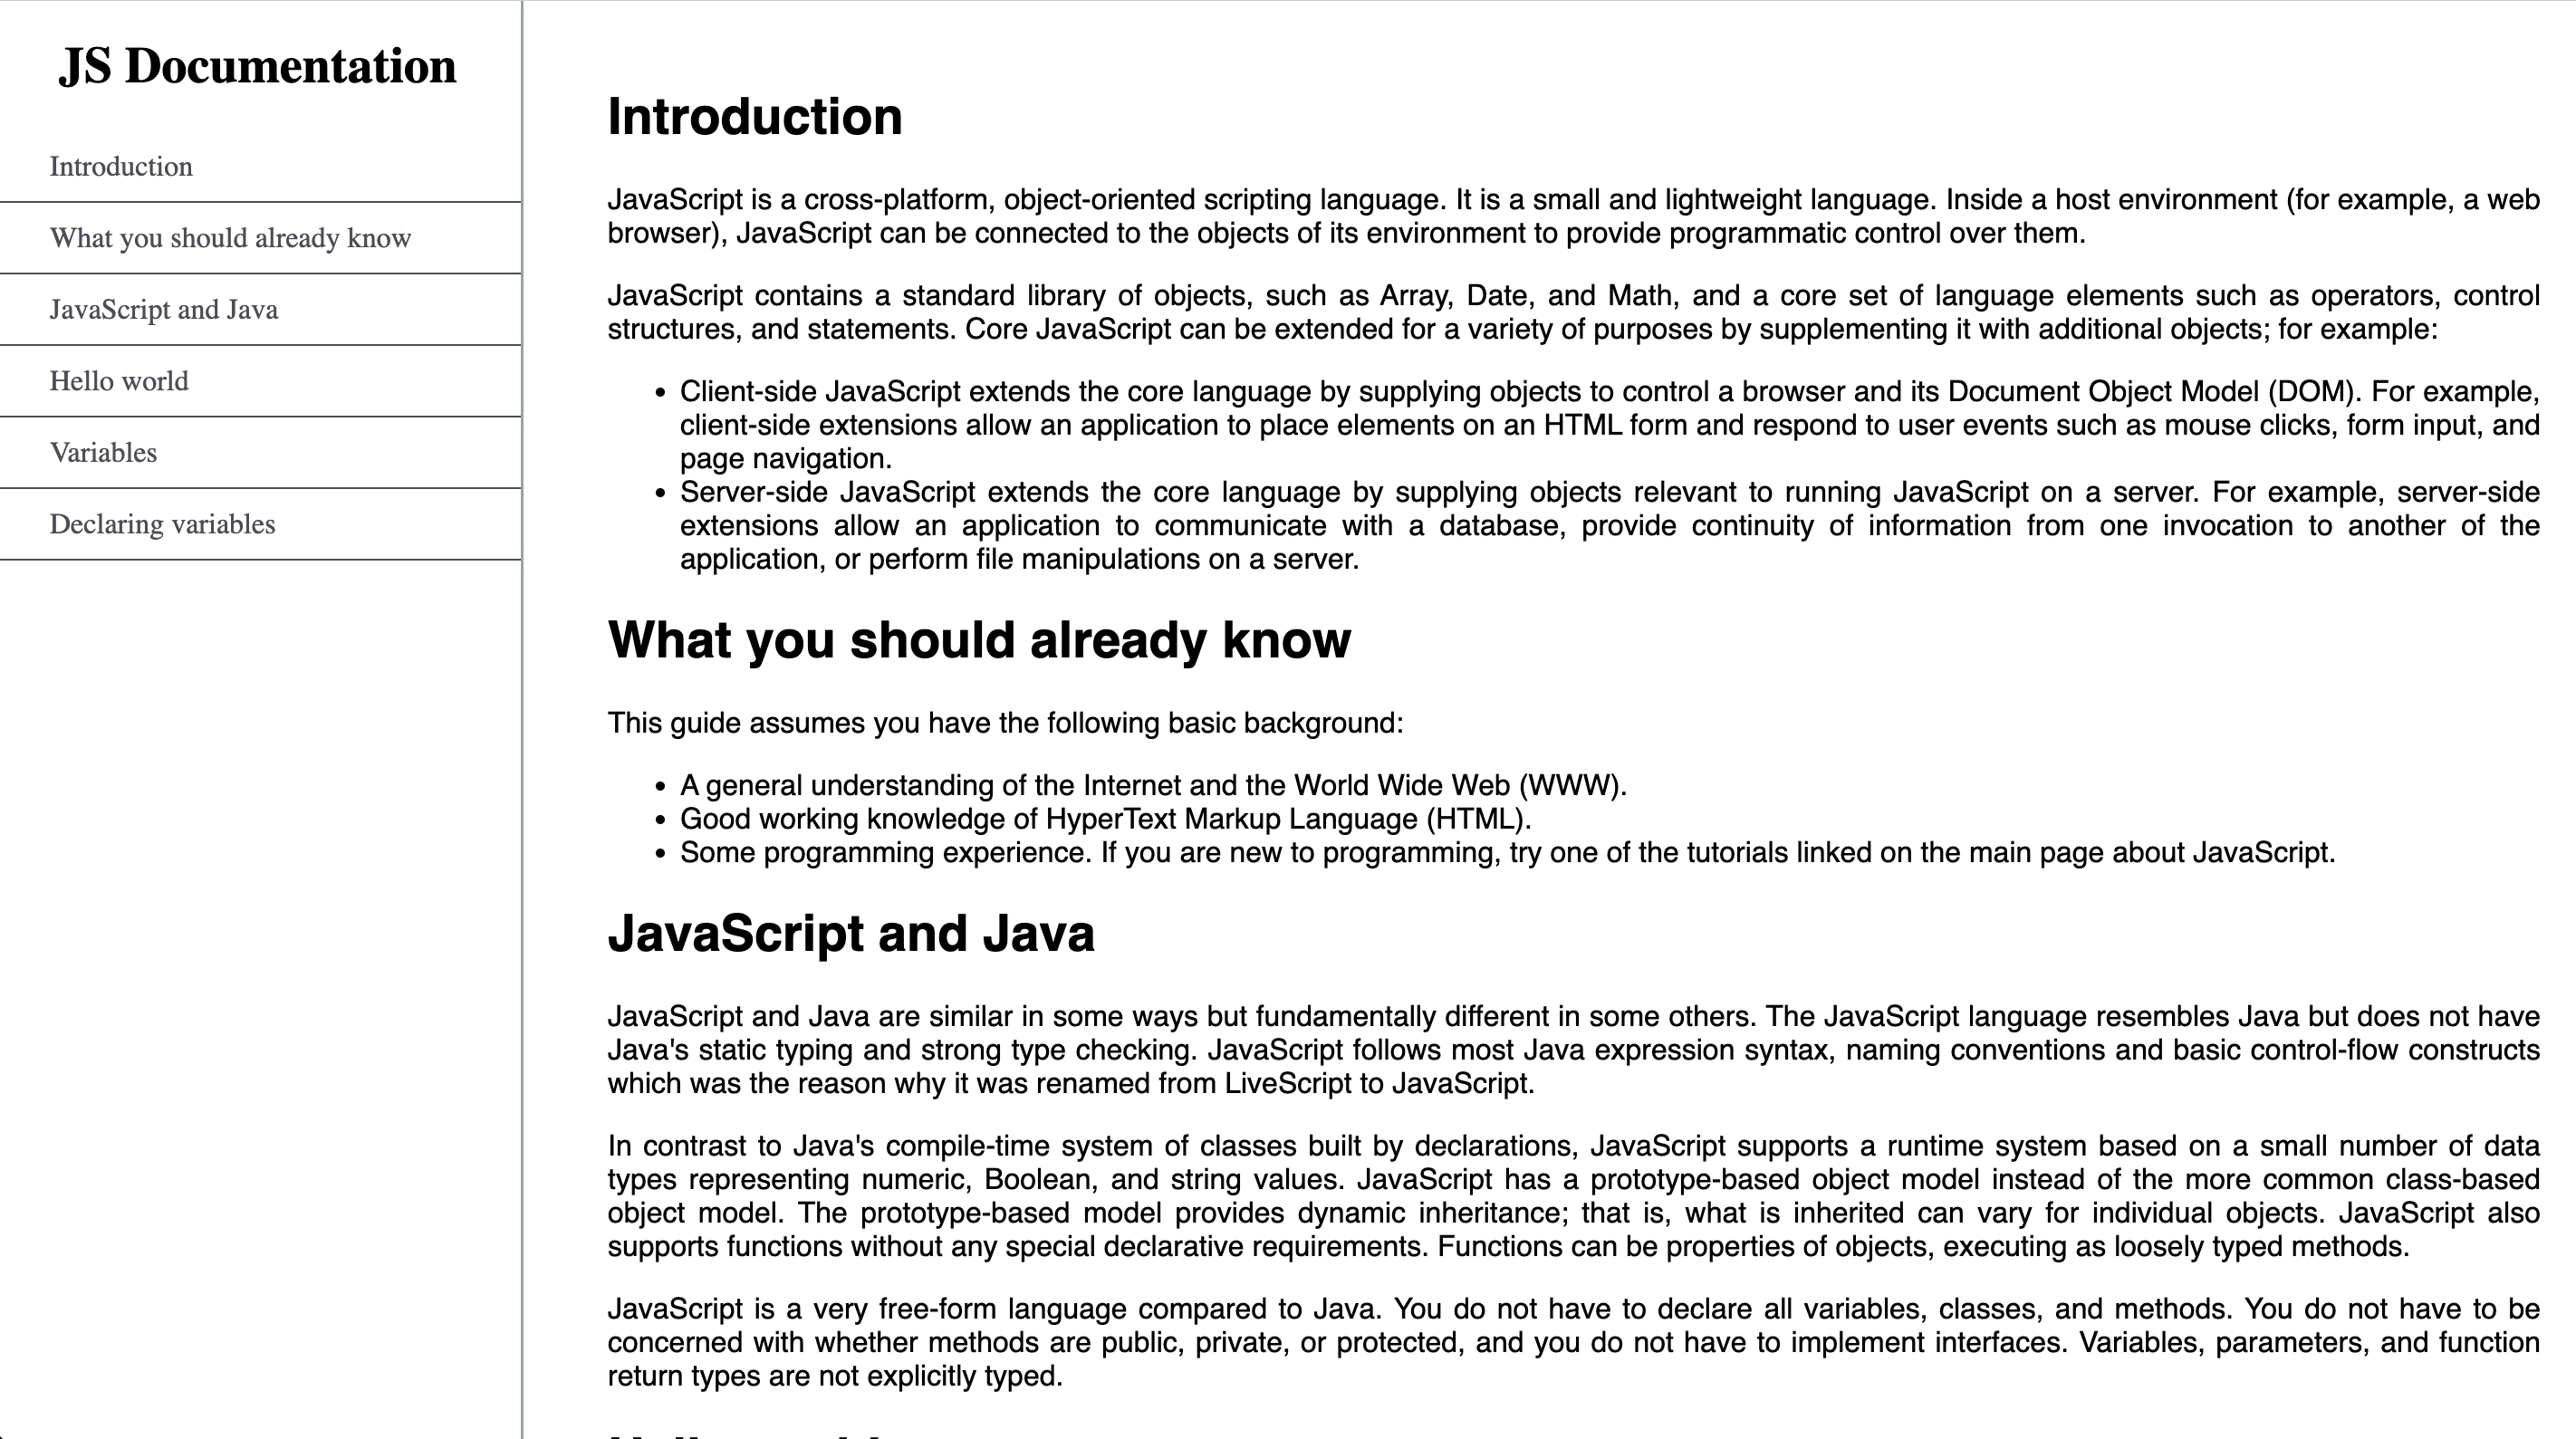 JS Documentation
Introduction
What you should already know
JavaScript and Java
Hello world
Variables
Declaring variables
Introduction
JavaScript is a cross-platform, object-oriented scripting language. It is a small and lightweight language. Inside a host environment (for example, a web
browser), JavaScript can be connected to the objects of its environment to provide programmatic control over them.
JavaScript contains a standard library of objects, such as Array, Date, and Math, and a core set of language elements such as operators, control
structures, and statements. Core JavaScript can be extended for a variety of purposes by supplementing it with additional objects; for example:
• Client-side JavaScript extends the core language by supplying objects to control a browser and its Document Object Model (DOM). For example,
client-side extensions allow an application to place elements on an HTML form and respond to user events such as mouse clicks, form input, and
page navigation.
• Server-side JavaScript extends the core language by supplying objects relevant to running JavaScript on a server. For example, server-side
extensions allow an application to communicate with a database, provide continuity of information from one invocation to another of the
application, or perform file manipulations on a server.
What you should already know
This guide assumes you have the following basic background:
• A general understanding of the Internet and the World Wide Web (WWW).
• Good working knowledge of HyperText Markup Language (HTML).
• Some programming experience. If you are new to programming, try one of the tutorials linked on the main page about JavaScript.
JavaScript and Java
JavaScript and Java are similar in some ways but fundamentally different in some others. The JavaScript language resembles Java but does not have
Java's static typing and strong type checking. JavaScript follows most Java expression syntax, naming conventions and basic control-flow constructs
which was the reason why it was renamed from LiveScript to JavaScript.
In contrast to Java's compile-time system of classes built by declarations, JavaScript supports a runtime system based on a small number of data
types representing numeric, Boolean, and string values. JavaScript has a prototype-based object model instead of the more common class-based
object model. The prototype-based model provides dynamic inheritance; that is, what is inherited can vary for individual objects. JavaScript also
supports functions without any special declarative requirements. Functions can be properties of objects, executing as loosely typed methods.
JavaScript is a very free-form language compared to Java. You do not have to declare all variables, classes, and methods. You do not have to be
concerned with whether methods are public, private, or protected, and you do not have to implement interfaces. Variables, parameters, and function
return types are not explicitly typed.